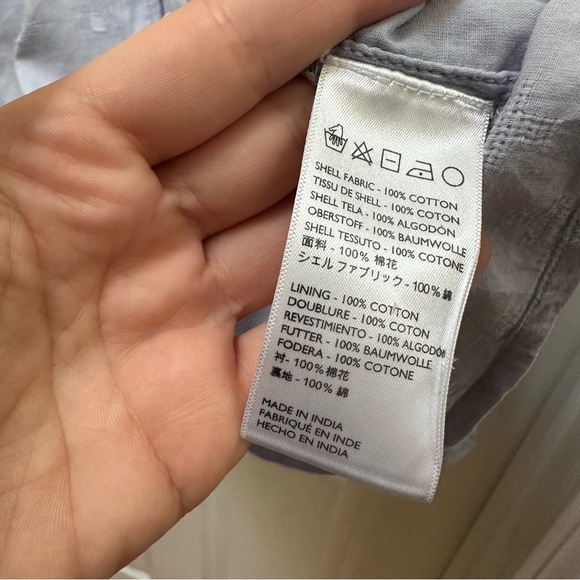 SHELL FABRIC - 100% COTTON
TISSU DE SHELL - 100% COTON
SHELL TELA - 100% ALGODÓN
OBERSTOFF - 100% BAUMWOLLE
SHELL TESSUTO - 100% COTONE
面料 - 100% 棉花
シェルファブリック - 100% 綿
LINING - 100% COTTON
DOUBLURE - 100% COTON
REVESTIMIENTO - 100% ALGODÓN
FUTTER - 100% BAUMWOLLE
FODERA - 100% COTONE
衬- 100% 棉花
裏地 - 100% 綿
MADE IN INDIA
FABRIQUÉ EN INDE
HECHO EN INDIA